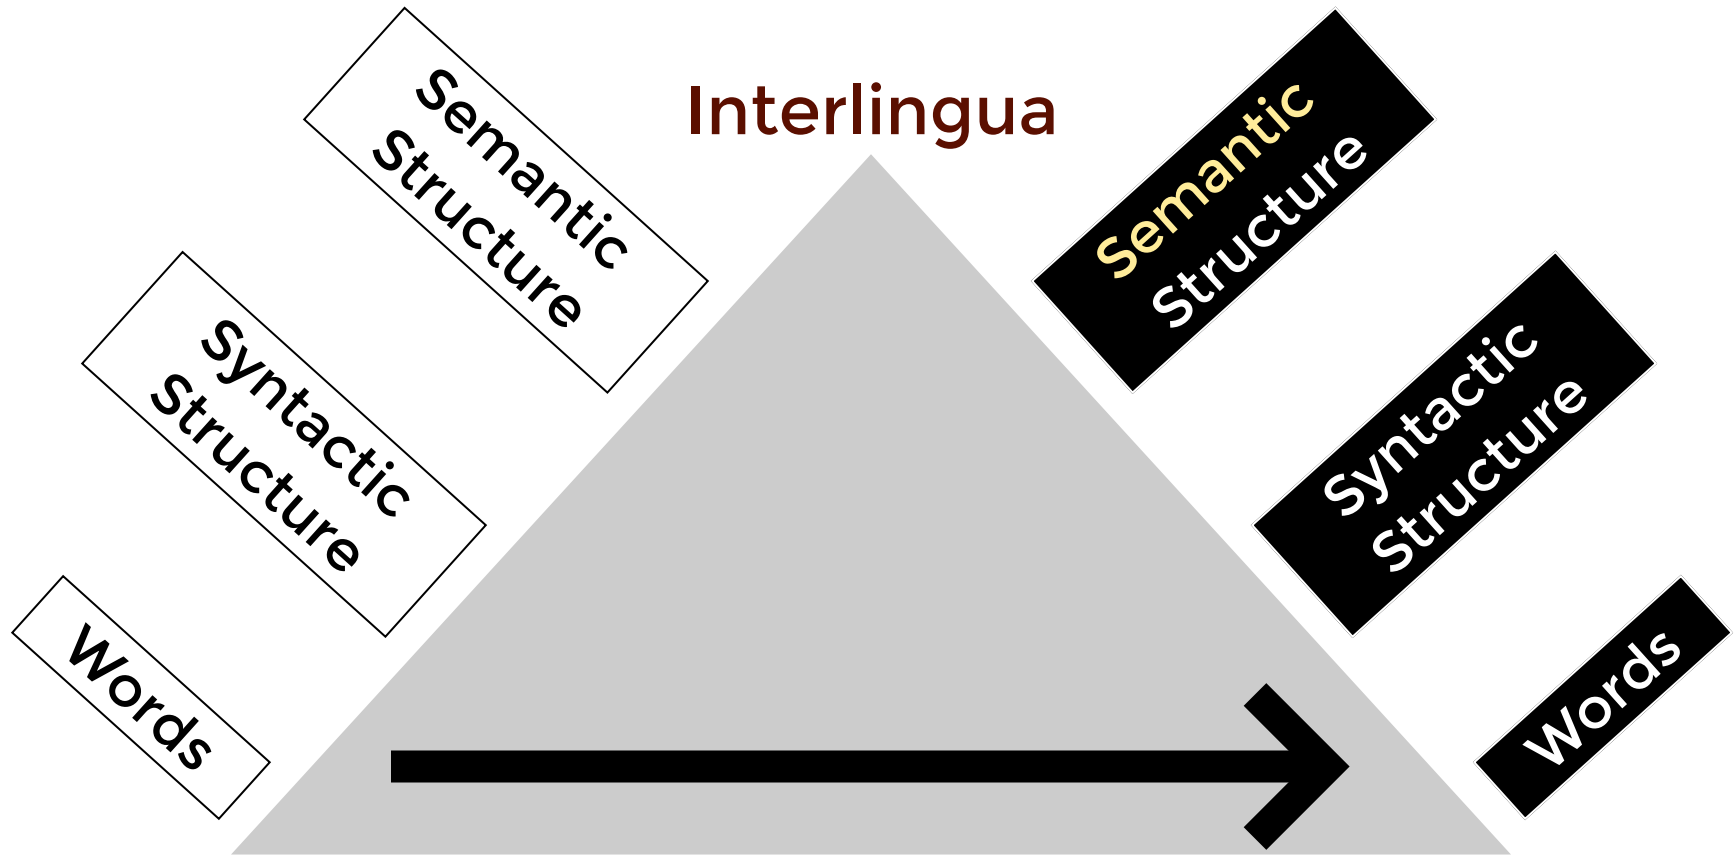 Interlingua
Semantic
Structure
Syntactic
Structure
Words
Semantic
Structure
Syntactic
Structure
Words